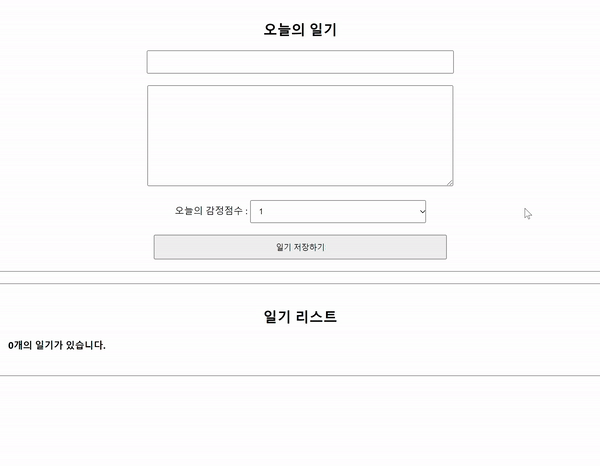 오늘의 일기
오늘의 감정점수 : 1
일기 저장하기
일기 리스트
0개의 일기가 있습니다.